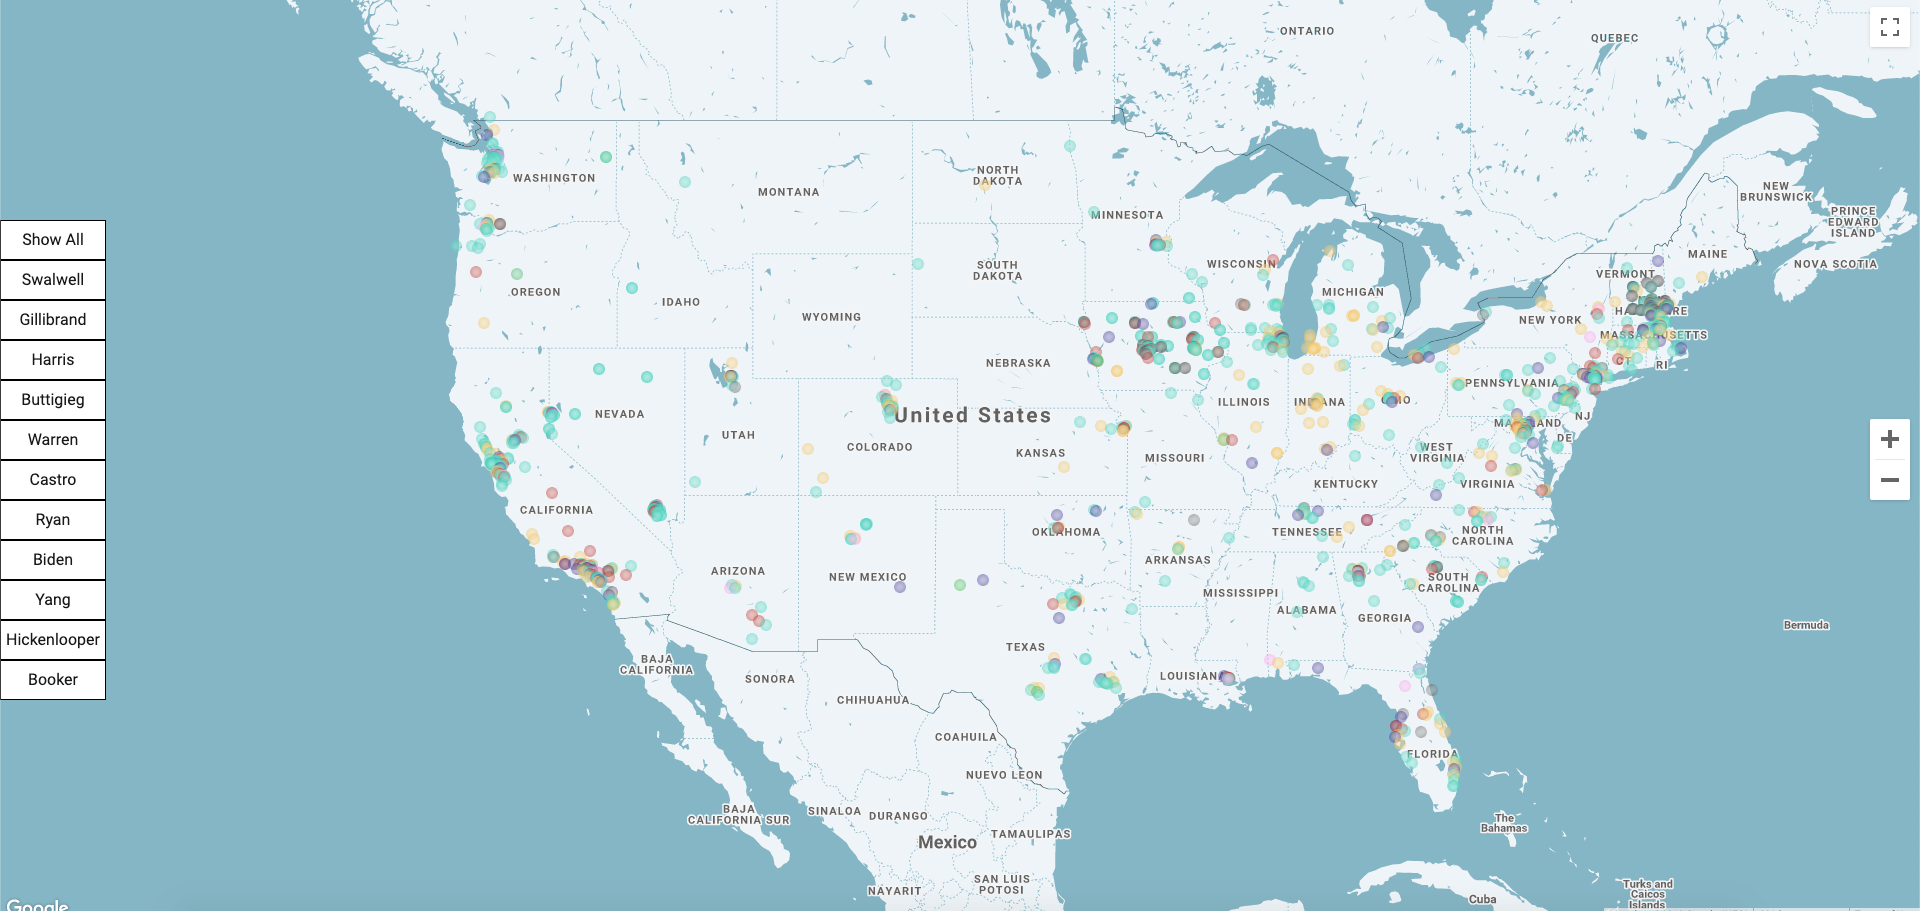 ONTARIO
QUEBEC
WASHINGTON
MONTANA
NORTH
DAKOTA
MINNESOTA
NEW
BRUNSWICK
PRINCE
EDWARD
ISLAND
NOVA SCOTIA
MAINE
VERMONT
Show All
Swalwell
Gillibrand
Harris
Buttigieg
Warren
Castro
Ryan
Biden
Yang
Hickenlooper
Booker
OREGON
IDAHO
WYOMING
SOUTH
DAKOTA
WISCONSIN
MICHIGAN
NEW YORK
MASSACHUSETTS
CT
RI
NEBRASKA
PENNSYLVANIA
NEVADA
United States
ILLINOIS
INDIANA
NJ
MARYLAND
DE
UTAH
COLORADO
KANSAS
MISSOURI
WEST
VIRGINIA
KENTUCKY
VIRGINIA
CALIFORNIA
OKLAHOMA
TENNESSEE
NORTH
CAROLINA
ARIZONA
NEW MEXICO
ARKANSAS
SOUTH
CAROLINA
MISSISSIPPI
ALABAMA
GEORGIA
Bermuda
TEXAS
LOUISIAN
BAJA
CALIFORNIA
SONORA
CHIHUAHUA
COAHUILA
FLORIDA
NUEVO LEON
BAJA
CALIFORNIA SUR
SINALOA
DURANGO
TAMAULIPAS
The
Bahamas
Mexico
SAN LUIS
POTOSI
NAYARIT
Cuba
Turks and
Caicos
Islands
Google